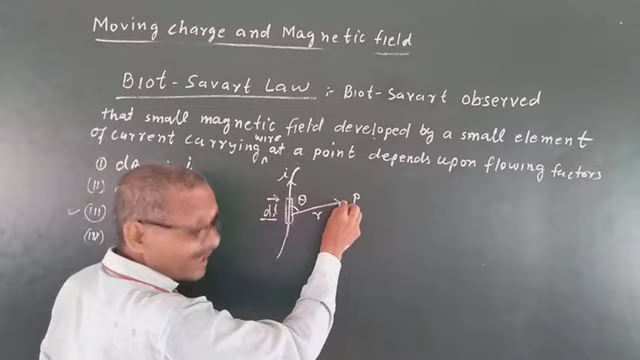 Moving charge and Magnetic field
Biot-Savart Law :- Biot-Savart observed
that small magnetic field developed by a small element
of current carrying wire ^ at a point depends upon flowing factors
(i)
i
(ii)
dl θ P
✓ (iii) r
(iv)